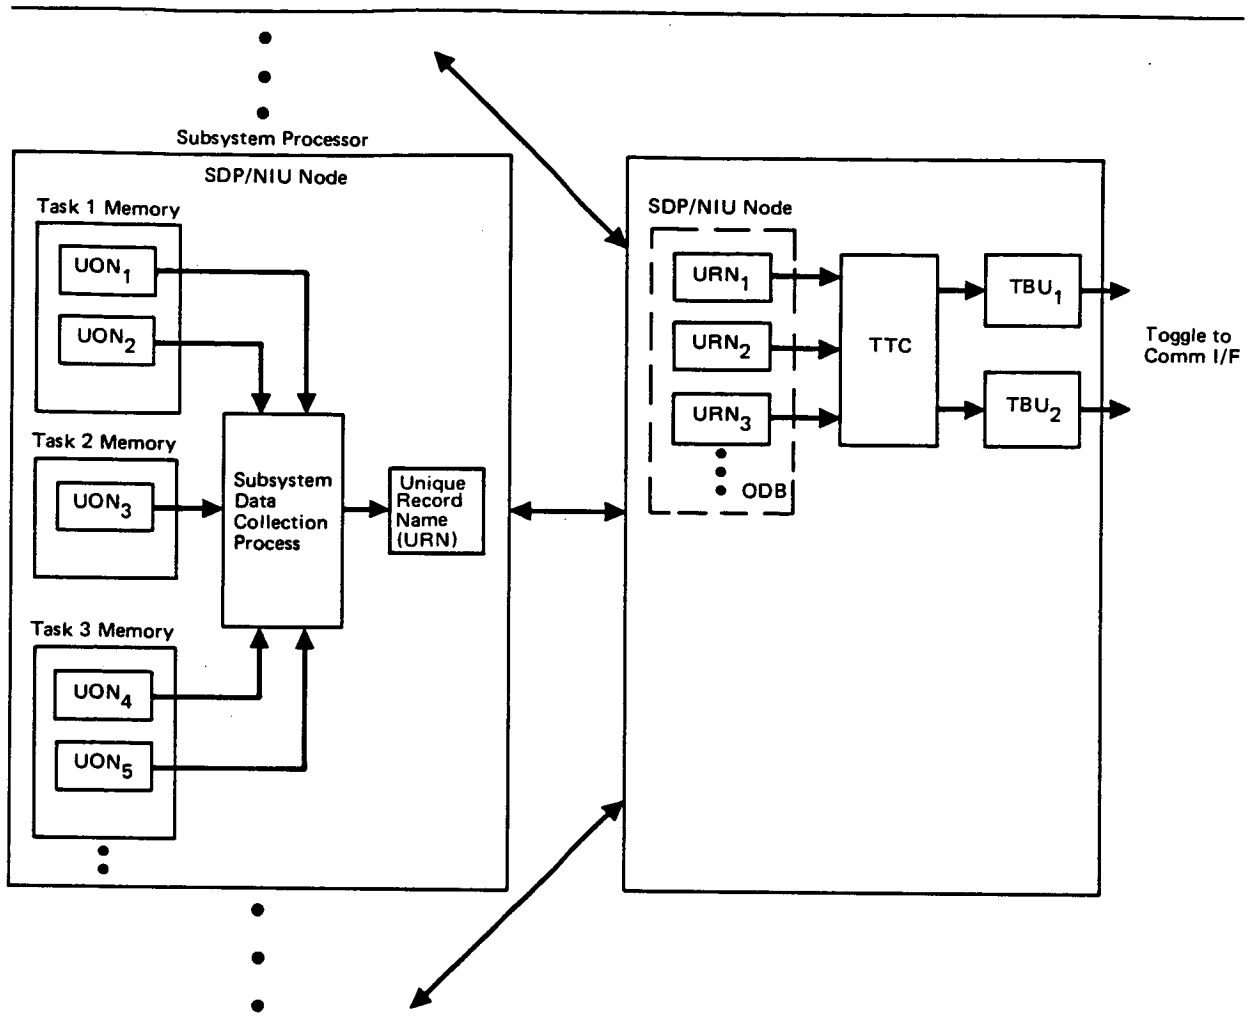 Subsystem Processor
SDP/NIU Node
Task 1 Memory
UON1
UON2
Task 2 Memory
UON3
Task 3 Memory
UON4
UON5
Subsystem
Data
Collection
Process
Unique
Record
Name
(URN)
SDP/NIU Node
URN1
URN2
URN3
ODB
TTC
TBU1
TBU2
Toggle to
Comm I/F